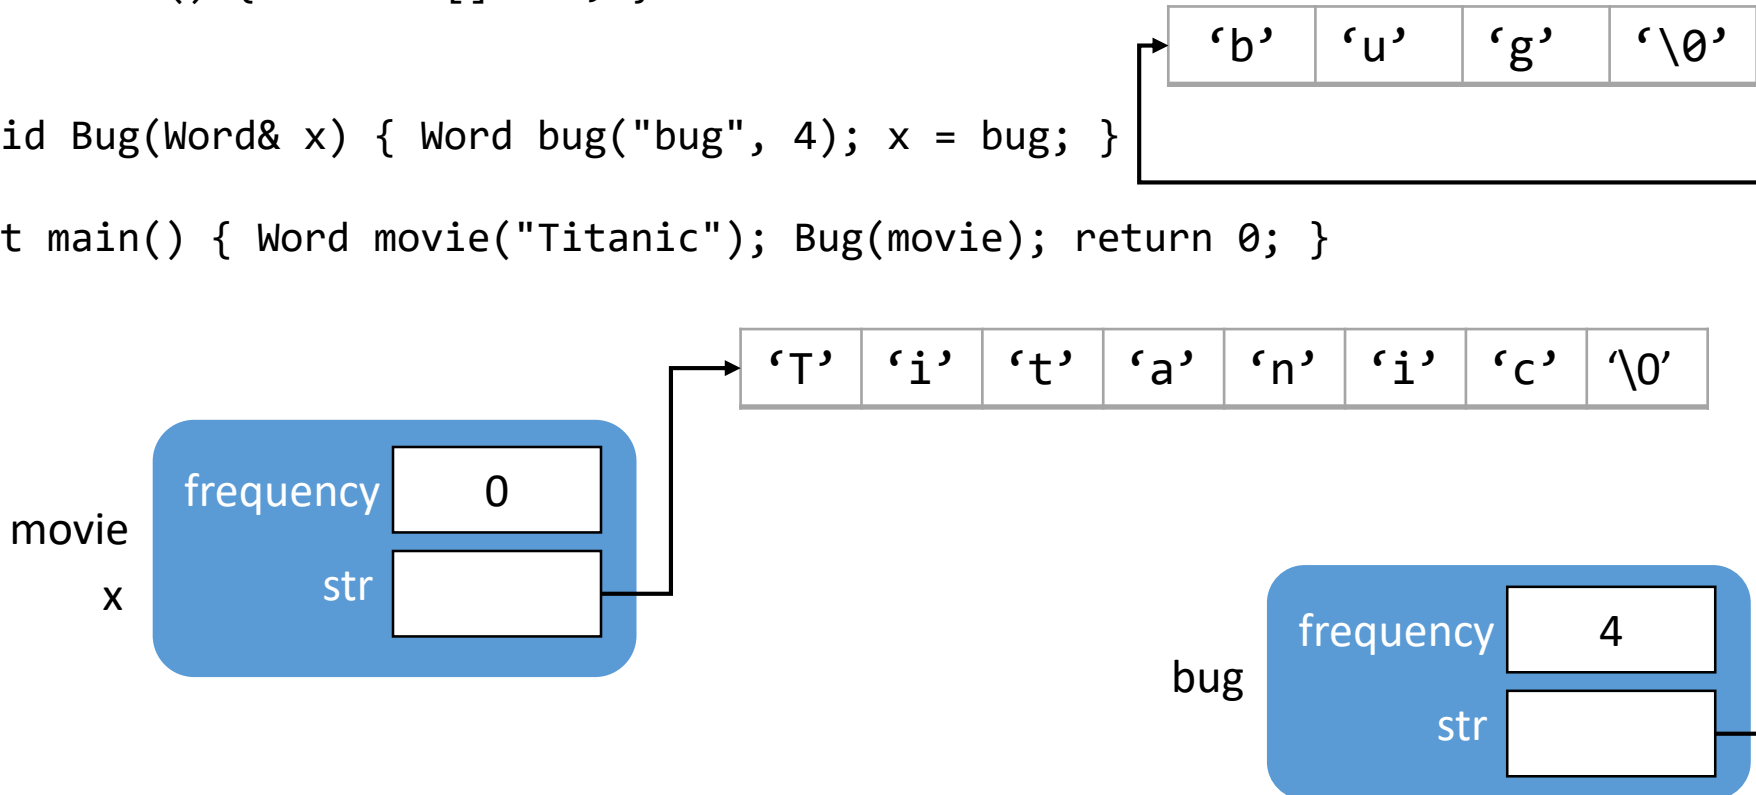 ‘b’ ‘u’ ‘g’ ‘\0’
id Bug(Word& x) { Word bug("bug", 4); x = bug; }
t main() { Word movie("Titanic"); Bug(movie); return 0; }
‘T’ ‘i’ ‘t’ ‘a’ ‘n’ ‘i’ ‘c’ ‘\0’
frequency 0
movie
str
x
frequency 4
bug
str